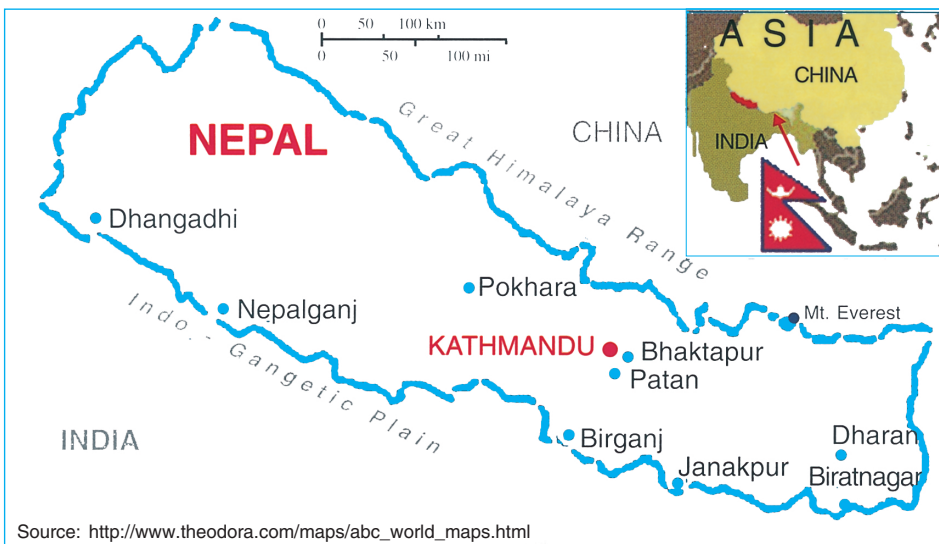 0 50 100 km
0 50 100 mi
ASIA
CHINA
INDIA
NEPAL
CHINA
Great Himalaya Range
Dhangadhi
Nepalganj
Pokhara
Mt. Everest
KATHMANDU
Bhaktapur
Patan
Indo - Gangetic Plain
INDIA
Birganj
Dharan
Janakpur
Biratnagar
Source: http://www.theodora.com/maps/abc_world_maps.html